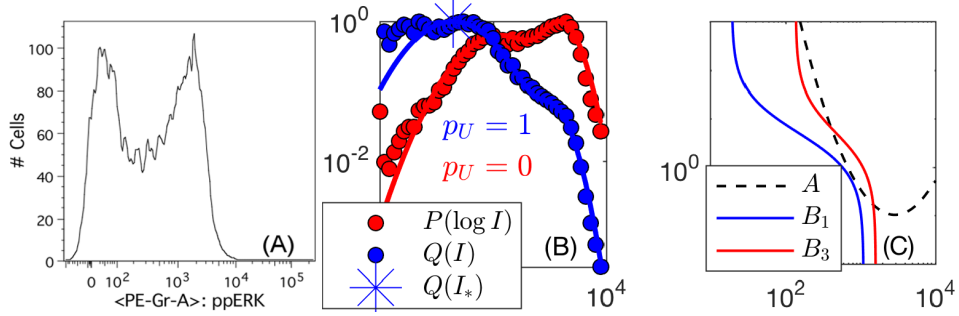 100
80
60
40
20
0
# Cells
0 10^2 10^3 10^4 10^5
<PE-Gr-A>: ppERK
(A)
10^0
10^-2
p_U = 1
p_U = 0
P(log I)
Q(I)
Q(I_*)
(B)
10^4
10^0
A
B_1
B_3
(C)
10^2 10^4